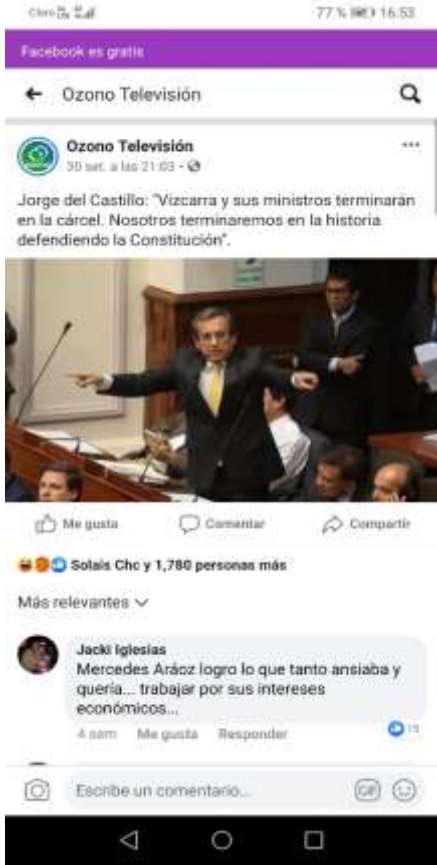 Claro
77 % 16:53
Facebook es gratis
Ozono Televisión
Ozono Televisión
30 set. a las 21:03
Jorge del Castillo: "Vizcarra y sus ministros terminarán
en la cárcel. Nosotros terminaremos en la historia
defendiendo la Constitución".
Me gusta Comentar Compartir
Solais Chc y 1,780 personas más
Más relevantes
Jacki Iglesias
Mercedes Aráoz logro lo que tanto ansiaba y
quería... trabajar por sus intereses
económicos...
4 sem Me gusta Responder 15
Escribe un comentario... GIF